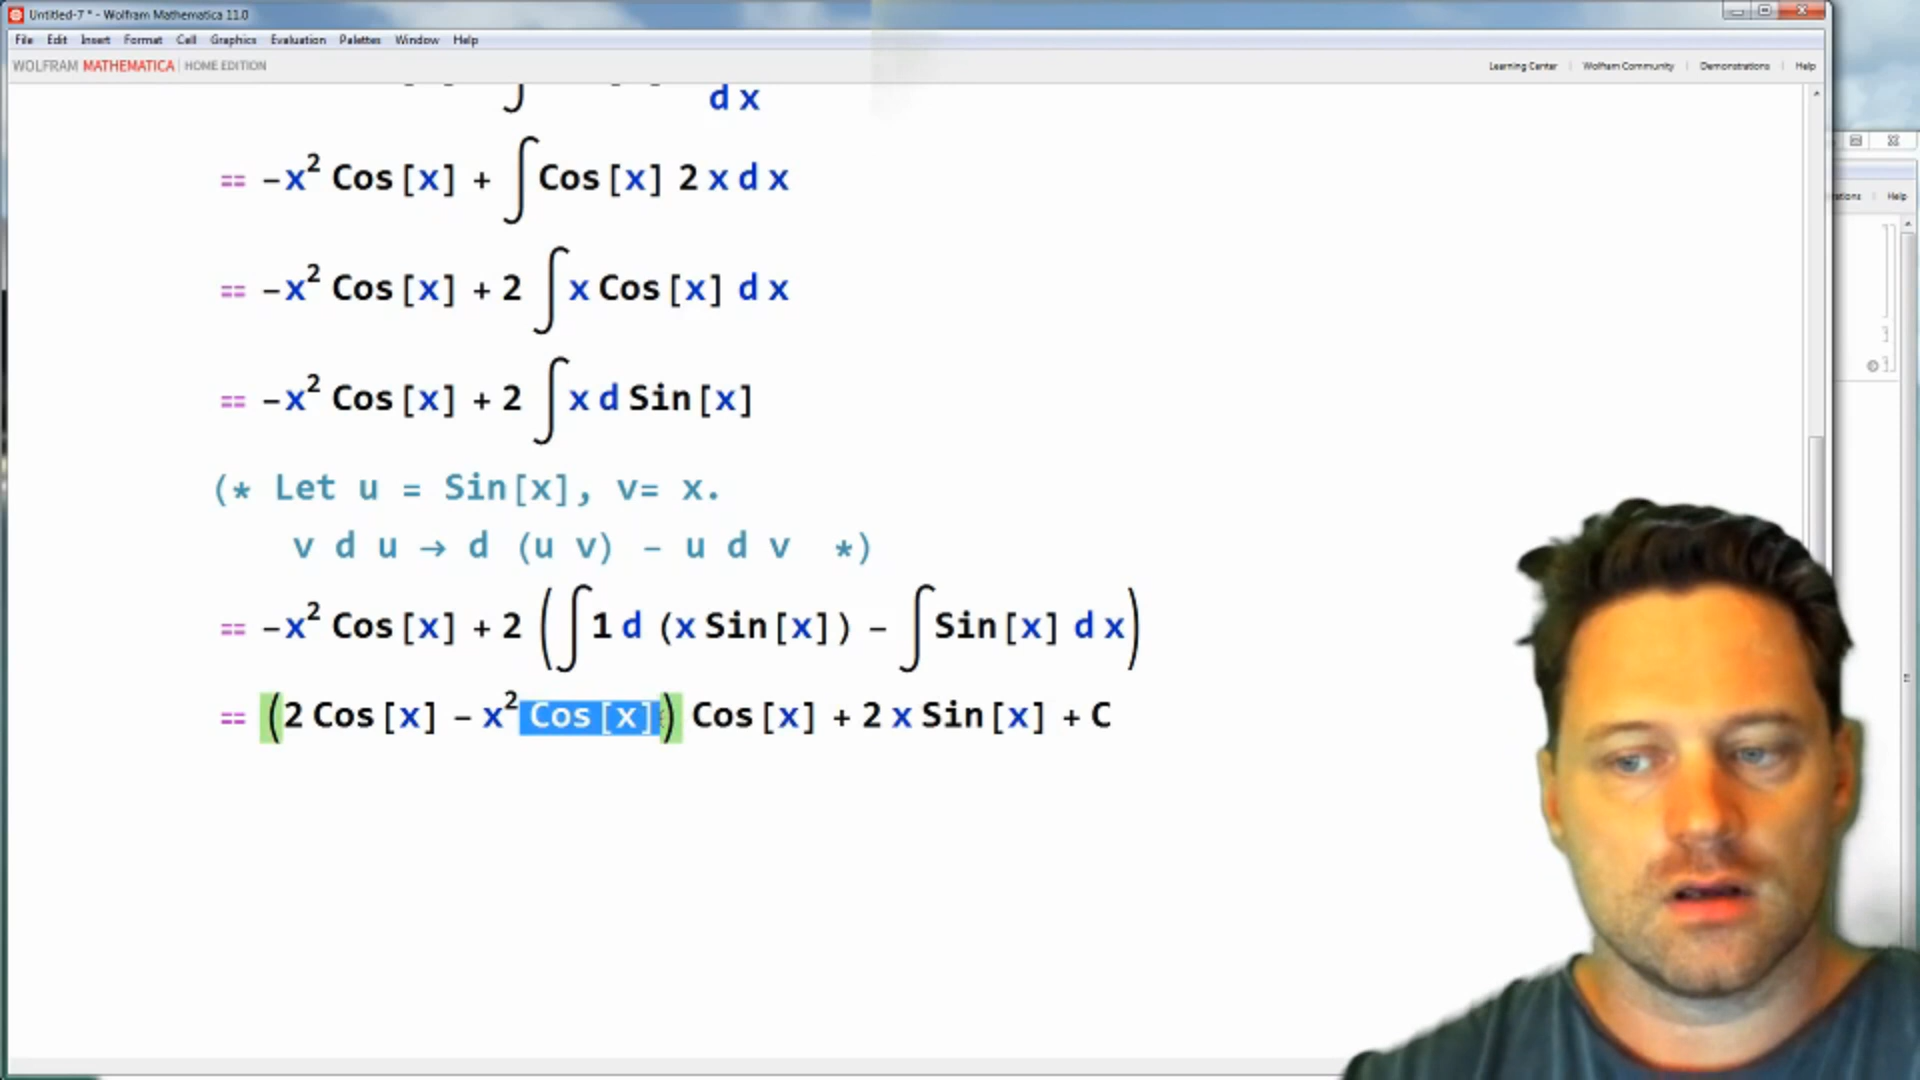 Untitled-7 * - Wolfram Mathematica 11.0
File Edit Insert Format Cell Graphics Evaluation Palettes Window Help
WOLFRAM MATHEMATICA | HOME EDITION
Learning Center | Wolfram Community | Demonstrations | Help
Help
d x
== -x² Cos[x] + ∫Cos[x] 2 x d x
== -x² Cos[x] + 2 ∫x Cos[x] d x
== -x² Cos[x] + 2 ∫x d Sin[x]
(* Let u = Sin[x], v= x.
v d u → d (u v) - u d v *)
== -x² Cos[x] + 2 (∫1 d (x Sin[x]) - ∫Sin[x] d x)
== (2 Cos[x] - x² Cos[x]) Cos[x] + 2 x Sin[x] + C